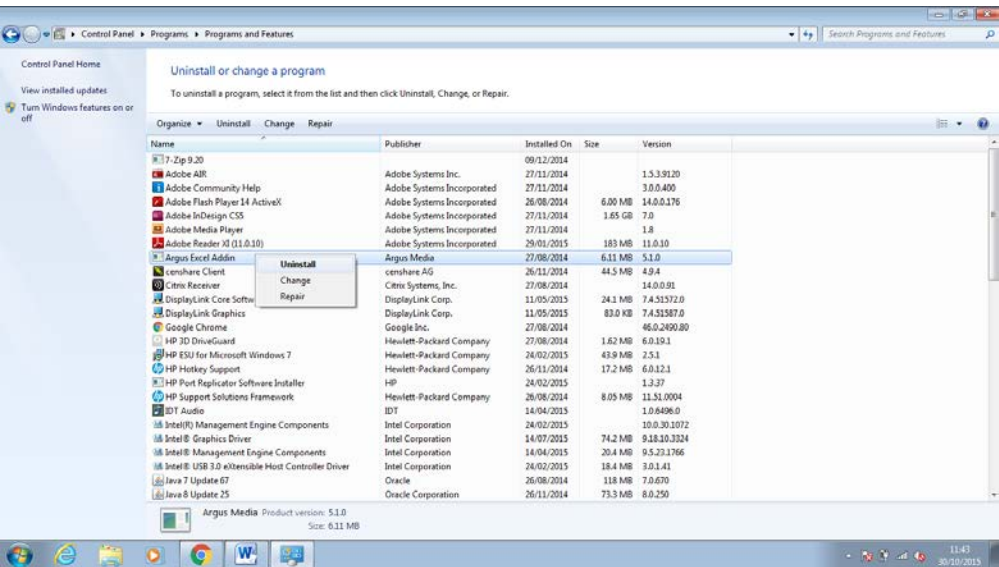 Control Panel ▸ Programs ▸ Programs and Features
Search Programs and Features
Control Panel Home
View installed updates
Turn Windows features on or
off
Uninstall or change a program
To uninstall a program, select it from the list and then click Uninstall, Change, or Repair.
Organize Uninstall Change Repair
Name Publisher Installed On Size Version
7-Zip 9.20 09/12/2014
Adobe AIR Adobe Systems Inc. 27/11/2014 1.5.3.9120
Adobe Community Help Adobe Systems Incorporated 27/11/2014 3.0.0.400
Adobe Flash Player 14 ActiveX Adobe Systems Incorporated 26/08/2014 6.00 MB 14.0.0.176
Adobe InDesign CS5 Adobe Systems Incorporated 27/11/2014 1.65 GB 7.0
Adobe Media Player Adobe Systems Incorporated 27/11/2014 1.8
Adobe Reader XI (11.0.10) Adobe Systems Incorporated 29/01/2015 183 MB 11.0.10
Argus Excel Addin Argus Media 27/08/2014 6.11 MB 5.1.0
Uninstall
Change
Repair
censhare Client censhare AG 26/11/2014 44.5 MB 4.9.4
Citrix Receiver Citrix Systems, Inc. 27/08/2014 14.0.0.91
DisplayLink Core Softw DisplayLink Corp. 11/05/2015 24.1 MB 7.4.51572.0
DisplayLink Graphics DisplayLink Corp. 11/05/2015 83.0 KB 7.4.51587.0
Google Chrome Google Inc. 27/08/2014 46.0.2490.80
HP 3D DriveGuard Hewlett-Packard Company 27/08/2014 1.62 MB 6.0.19.1
HP ESU for Microsoft Windows 7 Hewlett-Packard Company 24/02/2015 43.9 MB 2.5.1
HP Hotkey Support Hewlett-Packard Company 26/11/2014 17.2 MB 6.0.12.1
HP Port Replicator Software Installer HP 24/02/2015 1.3.37
HP Support Solutions Framework Hewlett-Packard Company 26/08/2014 8.05 MB 11.51.0004
IDT Audio IDT 14/04/2015 1.0.6496.0
Intel(R) Management Engine Components Intel Corporation 24/02/2015 10.0.30.1072
Intel® Graphics Driver Intel Corporation 14/07/2015 74.2 MB 9.18.10.3324
Intel® Management Engine Components Intel Corporation 14/04/2015 20.4 MB 9.5.23.1766
Intel® USB 3.0 eXtensible Host Controller Driver Intel Corporation 24/02/2015 18.4 MB 3.0.1.41
Java 7 Update 67 Oracle 26/08/2014 118 MB 7.0.670
Java 8 Update 25 Oracle Corporation 26/11/2014 73.3 MB 8.0.250
Argus Media Product version: 5.1.0
Size: 6.11 MB
11:43
30/10/2015